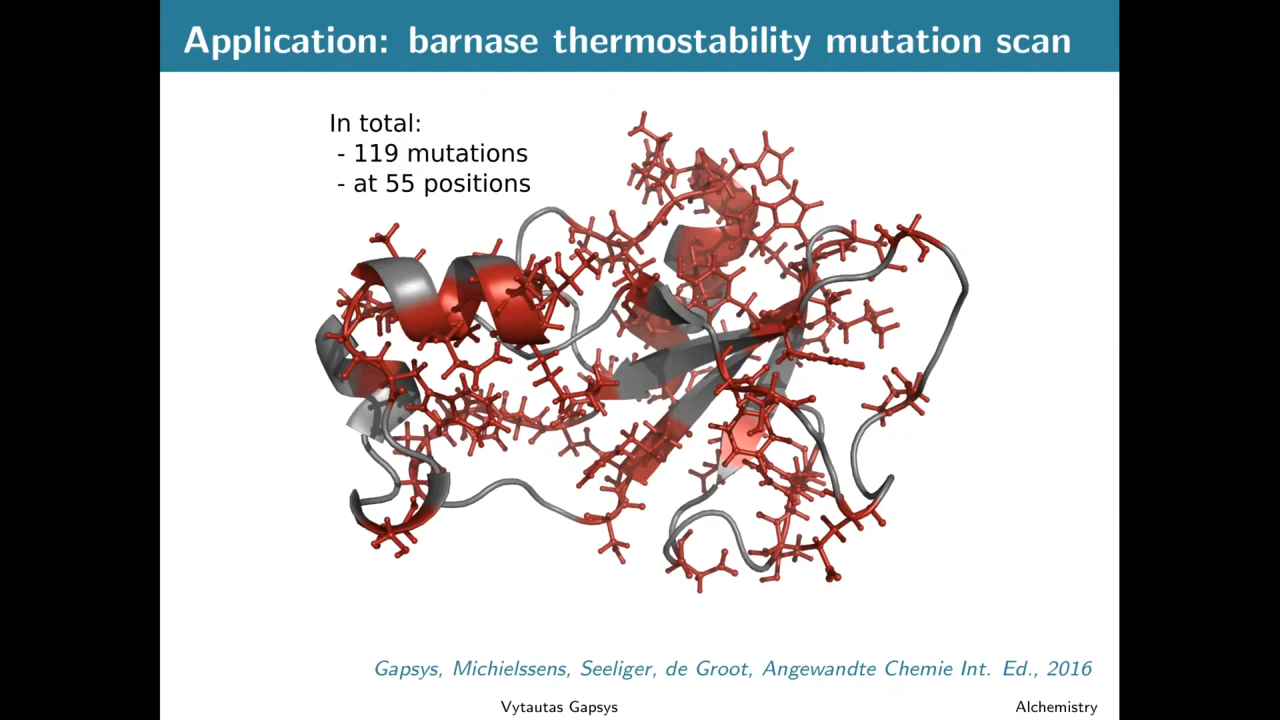 Application: barnase thermostability mutation scan
In total:
- 119 mutations
- at 55 positions
Gapsys, Michielssens, Seeliger, de Groot, Angewandte Chemie Int. Ed., 2016
Vytautas Gapsys
Alchemistry